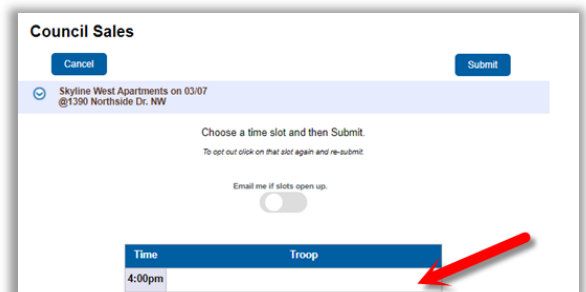 Council Sales
Cancel
Submit
Skyline West Apartments on 03/07
@1390 Northside Dr. NW
Choose a time slot and then Submit.
To opt out click on that slot again and re-submit.
Email me if slots open up.
Time Troop
4:00pm